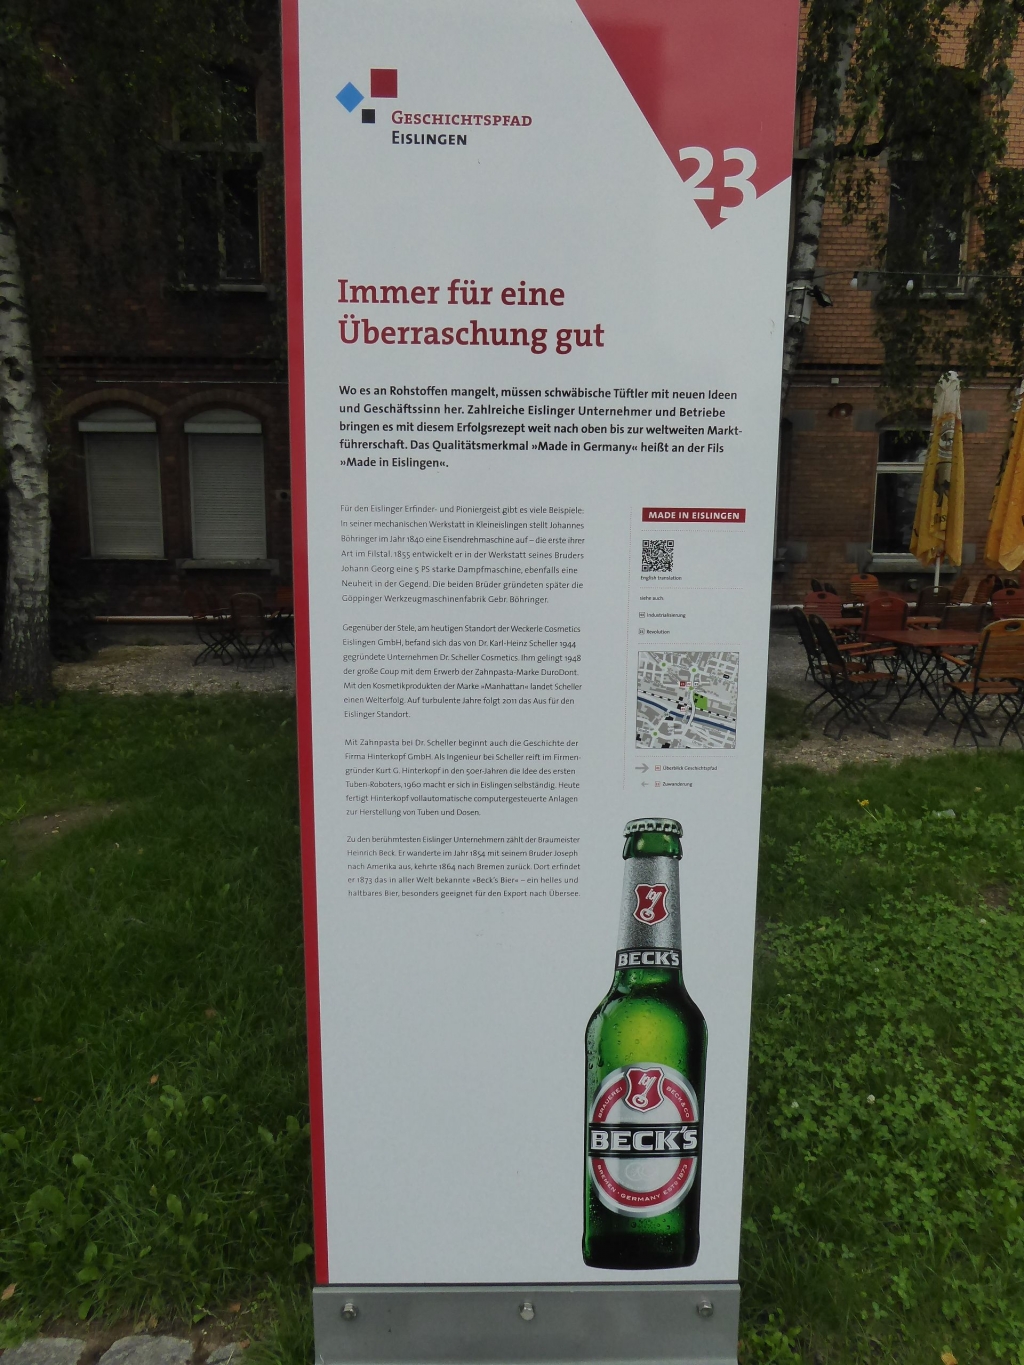 GESCHICHTSPFAD
EISLINGEN
23
Immer für eine
Überraschung gut
Wo es an Rohstoffen mangelt, müssen schwäbische Tüftler mit neuen Ideen
und Geschäftssinn her. Zahlreiche Eislinger Unternehmer und Betriebe
bringen es mit diesem Erfolgsrezept weit nach oben bis zur weltweiten Markt-
führerschaft. Das Qualitätsmerkmal »Made in Germany« heißt an der Fils
»Made in Eislingen«.
Für den Eislinger Erfinder- und Pioniergeist gibt es viele Beispiele:
In seiner mechanischen Werkstatt in Kleineislingen stellt Johannes
Böhringer im Jahr 1840 eine Eisendrehmaschine auf – die erste ihrer
Art im Filstal. 1855 entwickelt er in der Werkstatt seines Bruders
Johann Georg eine 5 PS starke Dampfmaschine, ebenfalls eine
Neuheit in der Gegend. Die beiden Brüder gründeten später die
Göppinger Werkzeugmaschinenfabrik Gebr. Böhringer.
Gegenüber der Stele, am heutigen Standort der Weckerle Cosmetics
Eislingen GmbH, befand sich das von Dr. Karl-Heinz Scheller 1944
gegründete Unternehmen Dr. Scheller Cosmetics. Ihm gelingt 1948
der große Coup mit dem Erwerb der Zahnpasta-Marke DuroDont.
Mit den Kosmetikprodukten der Marke »Manhattan« landet Scheller
einen Welterfolg. Auf turbulente Jahre folgt 2011 das Aus für den
Eislinger Standort.
Mit Zahnpasta bei Dr. Scheller beginnt auch die Geschichte der
Firma Hinterkopf GmbH. Als Ingenieur bei Scheller reift im Firmen-
gründer Kurt G. Hinterkopf in den 50er-Jahren die Idee des ersten
Tuben-Roboters, 1960 macht er sich in Eislingen selbständig. Heute
fertigt Hinterkopf vollautomatische computergesteuerte Anlagen
zur Herstellung von Tuben und Dosen.
Zu den berühmtesten Eislinger Unternehmern zählt der Braumeister
Heinrich Beck. Er wanderte im Jahr 1854 mit seinem Bruder Joseph
nach Amerika aus, kehrte 1864 nach Bremen zurück. Dort erfindet
er 1873 das in aller Welt bekannte »Beck's Bier« – ein helles und
haltbares Bier, besonders geeignet für den Export nach Übersee.
MADE IN EISLINGEN
English translation
siehe auch:
Industrialisierung
Revolution
Überblick Geschichtspfad
Zuwanderung
BECK'S
BRAUEREI BECK & CO
BECK'S
BREMEN · GERMANY ESTD 1873